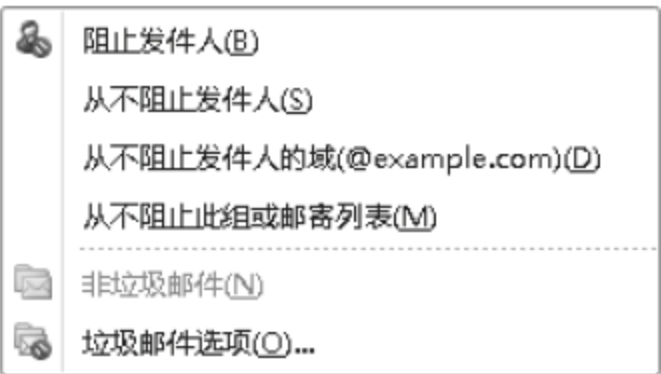 阻止发件人(B)
从不阻止发件人(S)
从不阻止发件人的域(@example.com)(D)
从不阻止此组或邮寄列表(M)
非垃圾邮件(N)
垃圾邮件选项(O)...